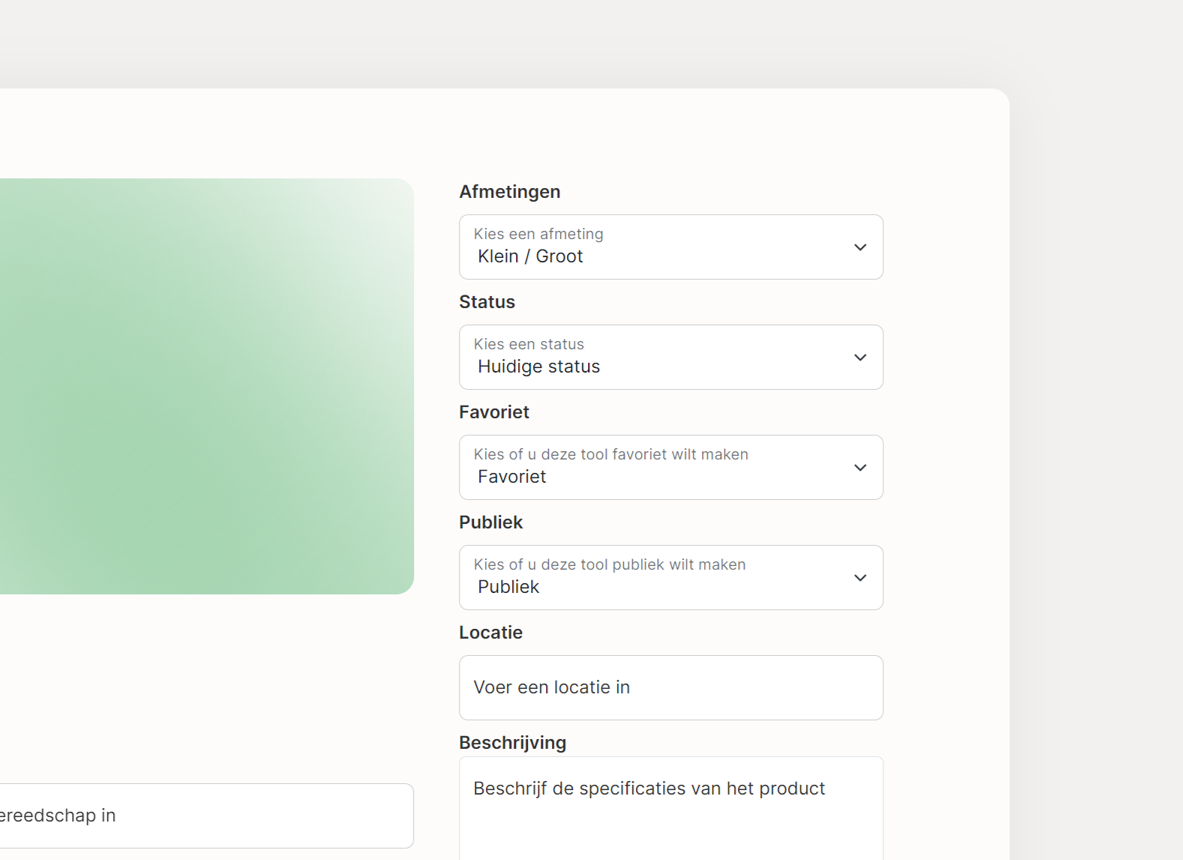 Afmetingen
Kies een afmeting
Klein / Groot
Status
Kies een status
Huidige status
Favoriet
Kies of u deze tool favoriet wilt maken
Favoriet
Publiek
Kies of u deze tool publiek wilt maken
Publiek
Locatie
Voer een locatie in
Beschrijving
Beschrijf de specificaties van het product
ereedschap in